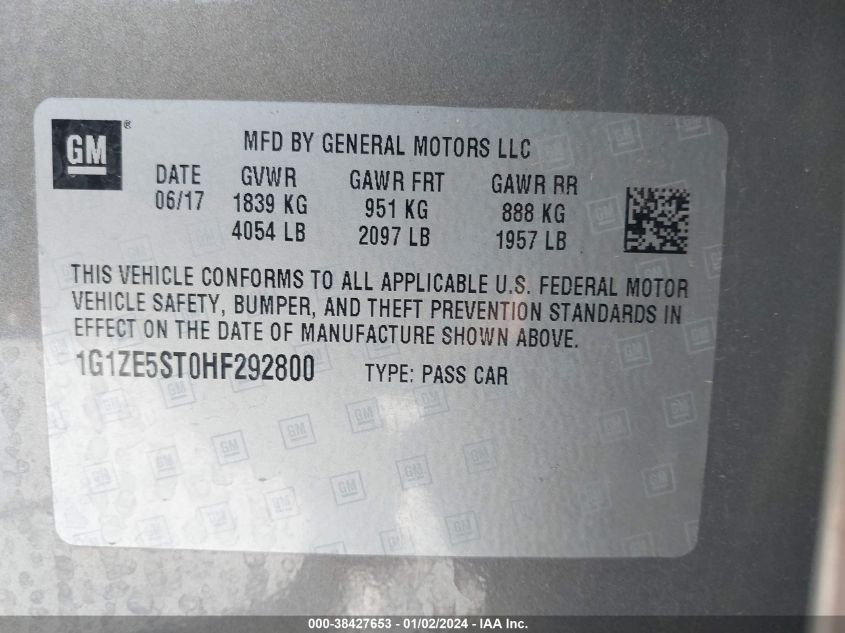 GM ®
MFD BY GENERAL MOTORS LLC
DATE GVWR GAWR FRT GAWR RR
06/17 1839 KG 951 KG 888 KG
4054 LB 2097 LB 1957 LB
THIS VEHICLE CONFORMS TO ALL APPLICABLE U.S. FEDERAL MOTOR
VEHICLE SAFETY, BUMPER, AND THEFT PREVENTION STANDARDS IN
EFFECT ON THE DATE OF MANUFACTURE SHOWN ABOVE.
1G1ZE5ST0HF292800 TYPE: PASS CAR
000-38427653 - 01/02/2024 - IAA Inc.